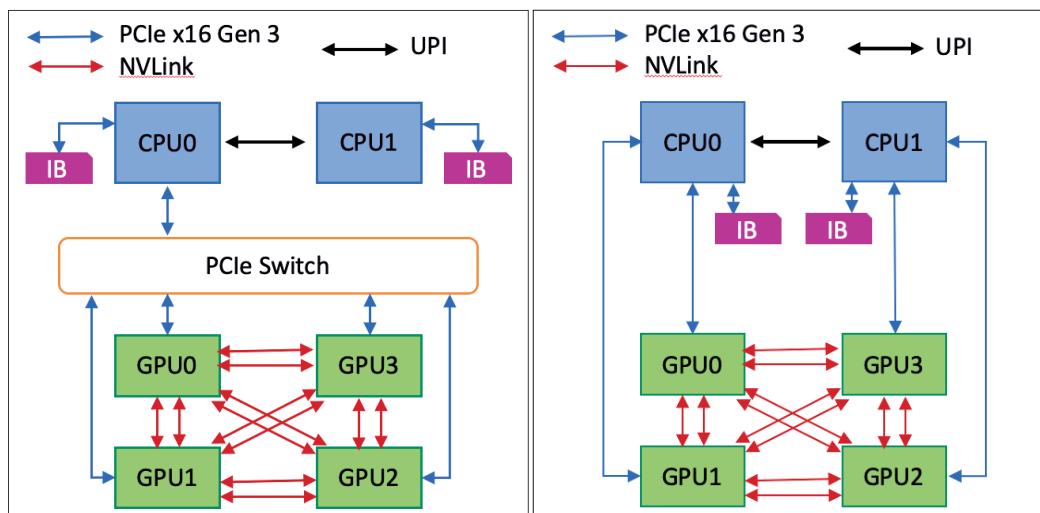 PCIe x16 Gen 3
UPI
NVLink
CPU0
CPU1
IB
IB
PCIe Switch
GPU0
GPU3
GPU1
GPU2
PCIe x16 Gen 3
UPI
NVLink
CPU0
CPU1
IB
IB
GPU0
GPU3
GPU1
GPU2